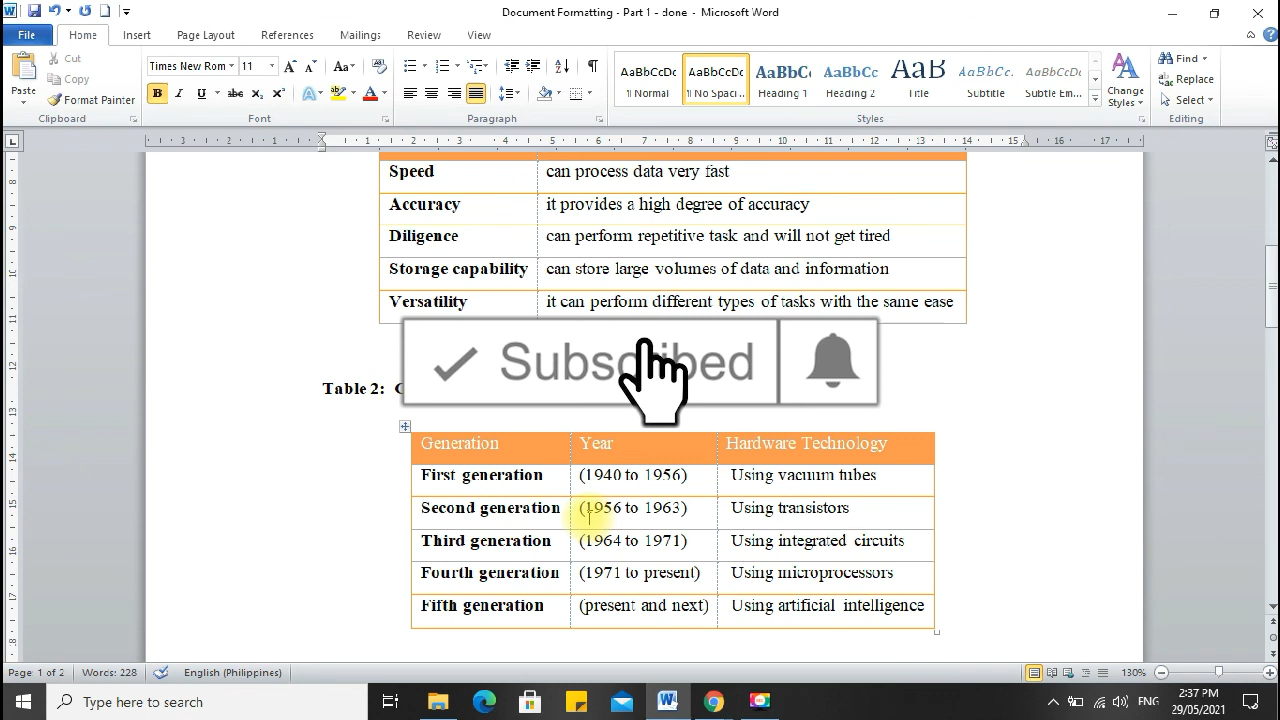 Document Formatting - Part 1 - done - Microsoft Word
File Home Insert Page Layout References Mailings Review View
Paste
Cut
Copy
Format Painter
Clipboard
Times New Rom 11
Font
Paragraph
AaBbCcDc AaBbCcDc AaBbC AaBbCc AaB AaBbCcL AaBbCcDc
¶ Normal ¶ No Spaci... Heading Heading 2 Title Subtitle Subtle Em...
Styles
Change
Styles
Find
Replace
Select
Editing
Speed can process data very fast
Accuracy it provides a high degree of accuracy
Diligence can perform repetitive task and will not get tired
Storage capability can store large volumes of data and information
Versatility it can perform different types of tasks with the same ease
Subscribed
Table 2:
Generation Year Hardware Technology
First generation (1940 to 1956) Using vacuum tubes
Second generation (1956 to 1963) Using transistors
Third generation (1964 to 1971) Using integrated circuits
Fourth generation (1971 to present) Using microprocessors
Fifth generation (present and next) Using artificial intelligence
Page: 1 of 2 Words: 228 English (Philippines) 130%
Type here to search
ENG
2:37 PM
29/05/2021